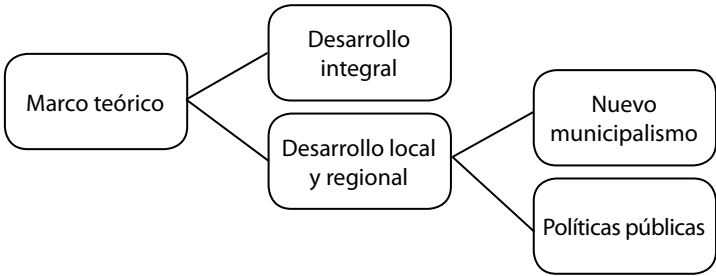 Marco teórico
Desarrollo
integral
Desarrollo local
y regional
Nuevo
municipalismo
Políticas públicas